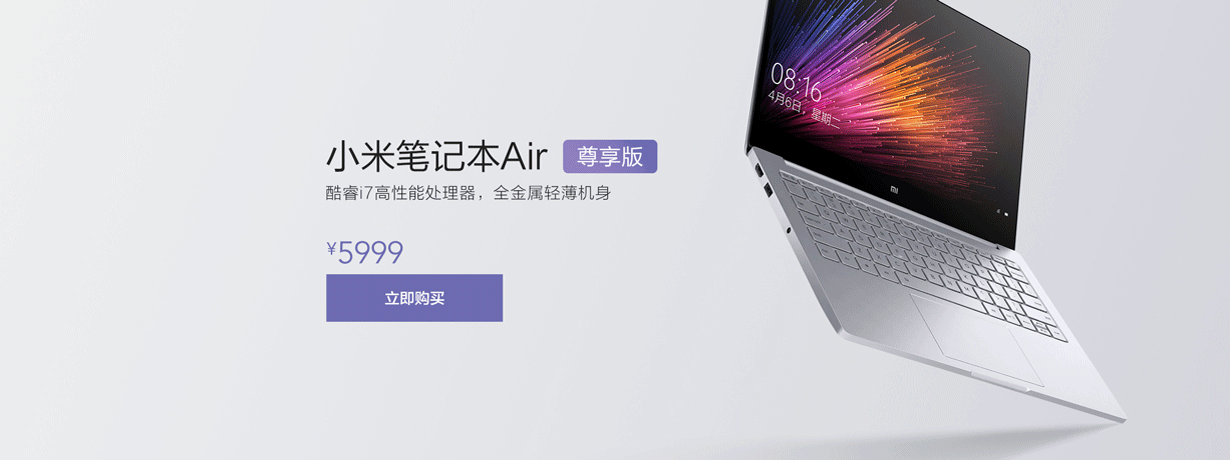 小米笔记本Air 尊享版
酷睿i7高性能处理器，全金属轻薄机身
¥5999
立即购买
08:16
4月6日，星期二
mi